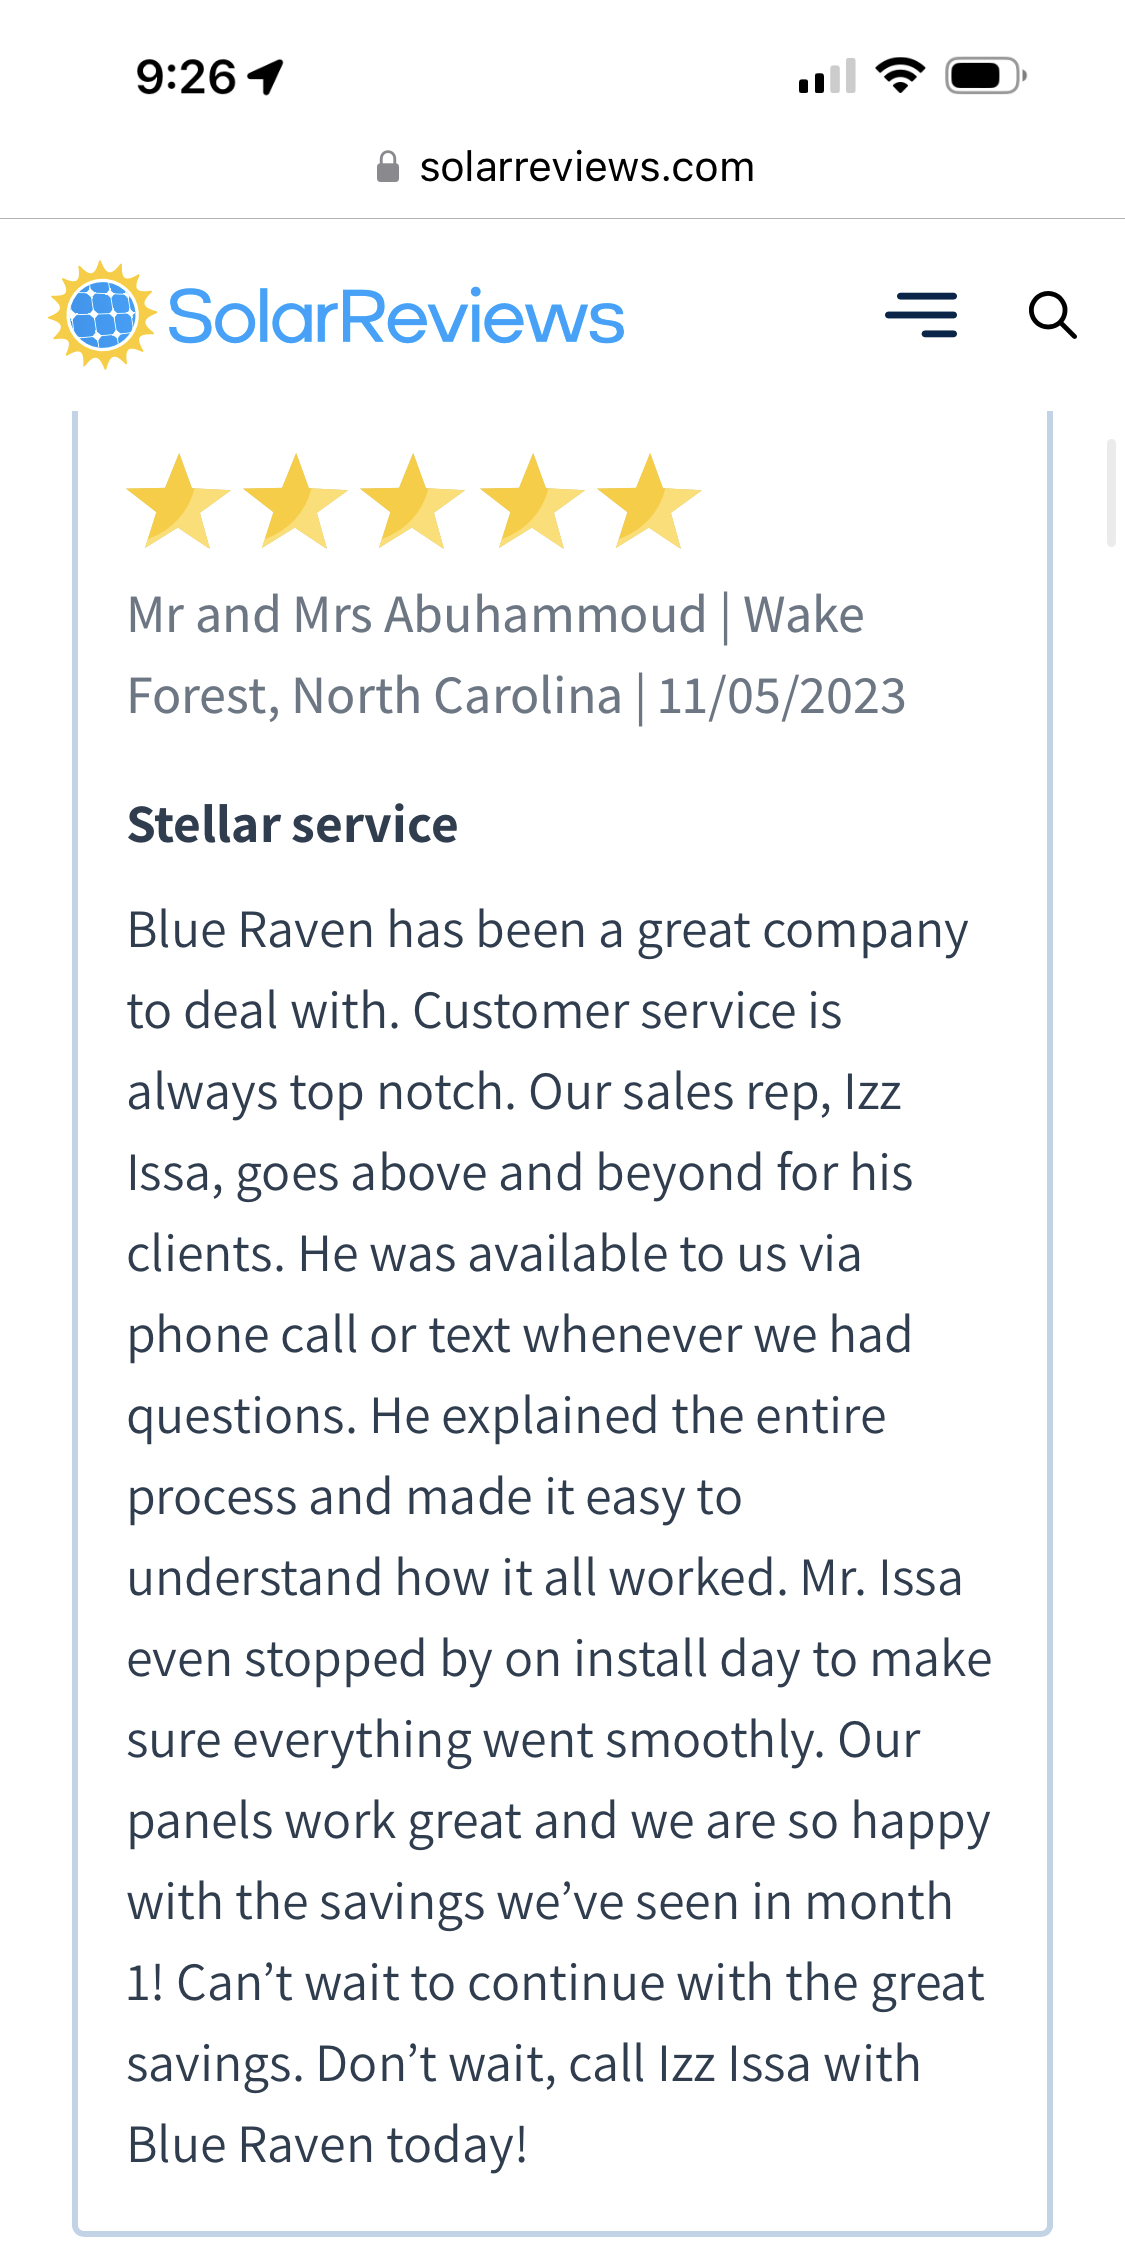 9:26
solarreviews.com
SolarReviews
Mr and Mrs Abuhammoud | Wake
Forest, North Carolina | 11/05/2023
Stellar service
Blue Raven has been a great company
to deal with. Customer service is
always top notch. Our sales rep, Izz
Issa, goes above and beyond for his
clients. He was available to us via
phone call or text whenever we had
questions. He explained the entire
process and made it easy to
understand how it all worked. Mr. Issa
even stopped by on install day to make
sure everything went smoothly. Our
panels work great and we are so happy
with the savings we’ve seen in month
1! Can’t wait to continue with the great
savings. Don’t wait, call Izz Issa with
Blue Raven today!